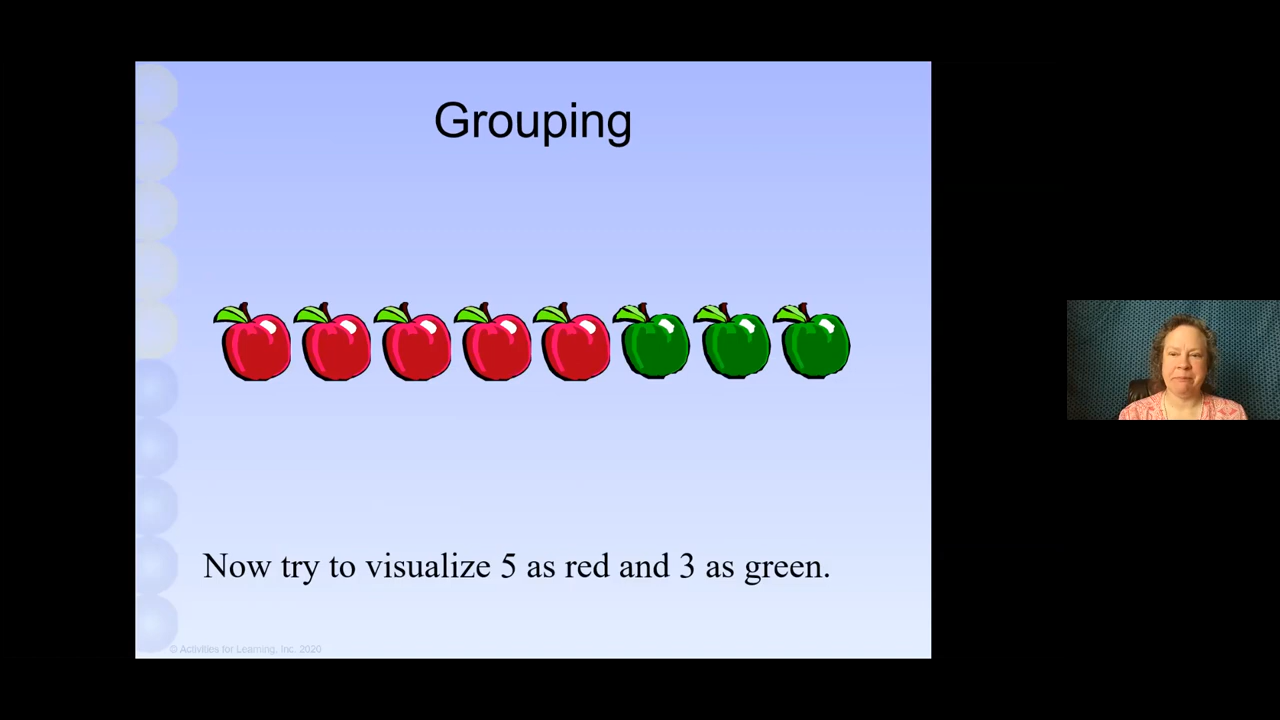 Grouping
Now try to visualize 5 as red and 3 as green.
© Activities for Learning, Inc. 2020